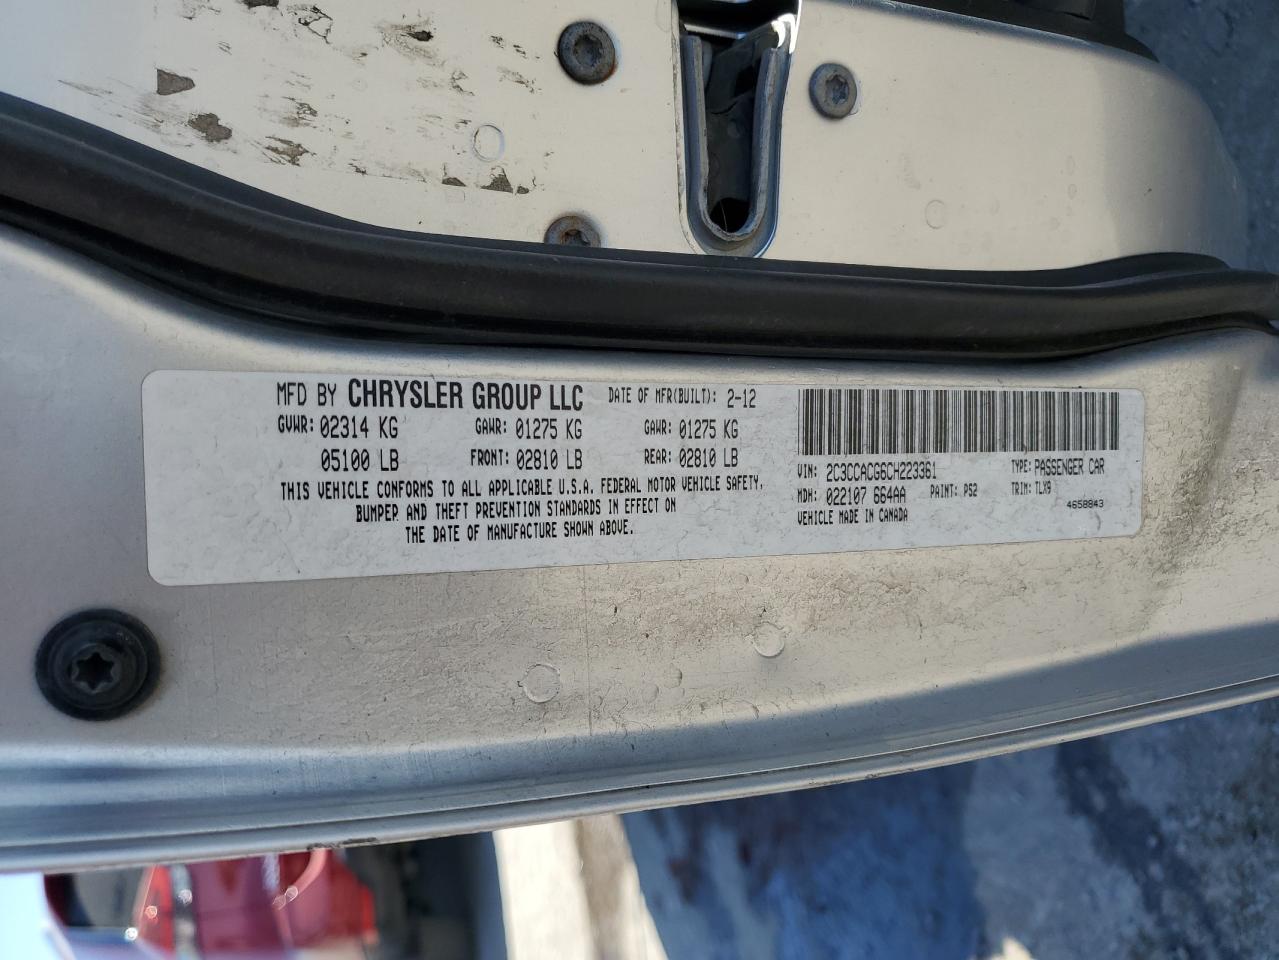 MFD BY CHRYSLER GROUP LLC DATE OF MFR(BUILT): 2-12
GVWR: 02314 KG GAWR: 01275 KG GAWR: 01275 KG
05100 LB FRONT: 02810 LB REAR: 02810 LB
THIS VEHICLE CONFORMS TO ALL APPLICABLE U.S.A. FEDERAL MOTOR VEHICLE SAFETY,
BUMPER AND THEFT PREVENTION STANDARDS IN EFFECT ON
THE DATE OF MANUFACTURE SHOWN ABOVE.
VIN: 2C3CCACG6CH223361 TYPE: PASSENGER CAR
MDH: 022107 664AA PAINT: PS2 TRIM: TLX9
VEHICLE MADE IN CANADA 4658843